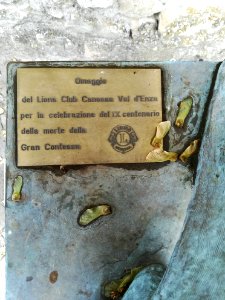 Omaggio
del Lions Club Canossa Val d'Enza
per la celebrazione del IX centenario
della morte della
Gran Contessa